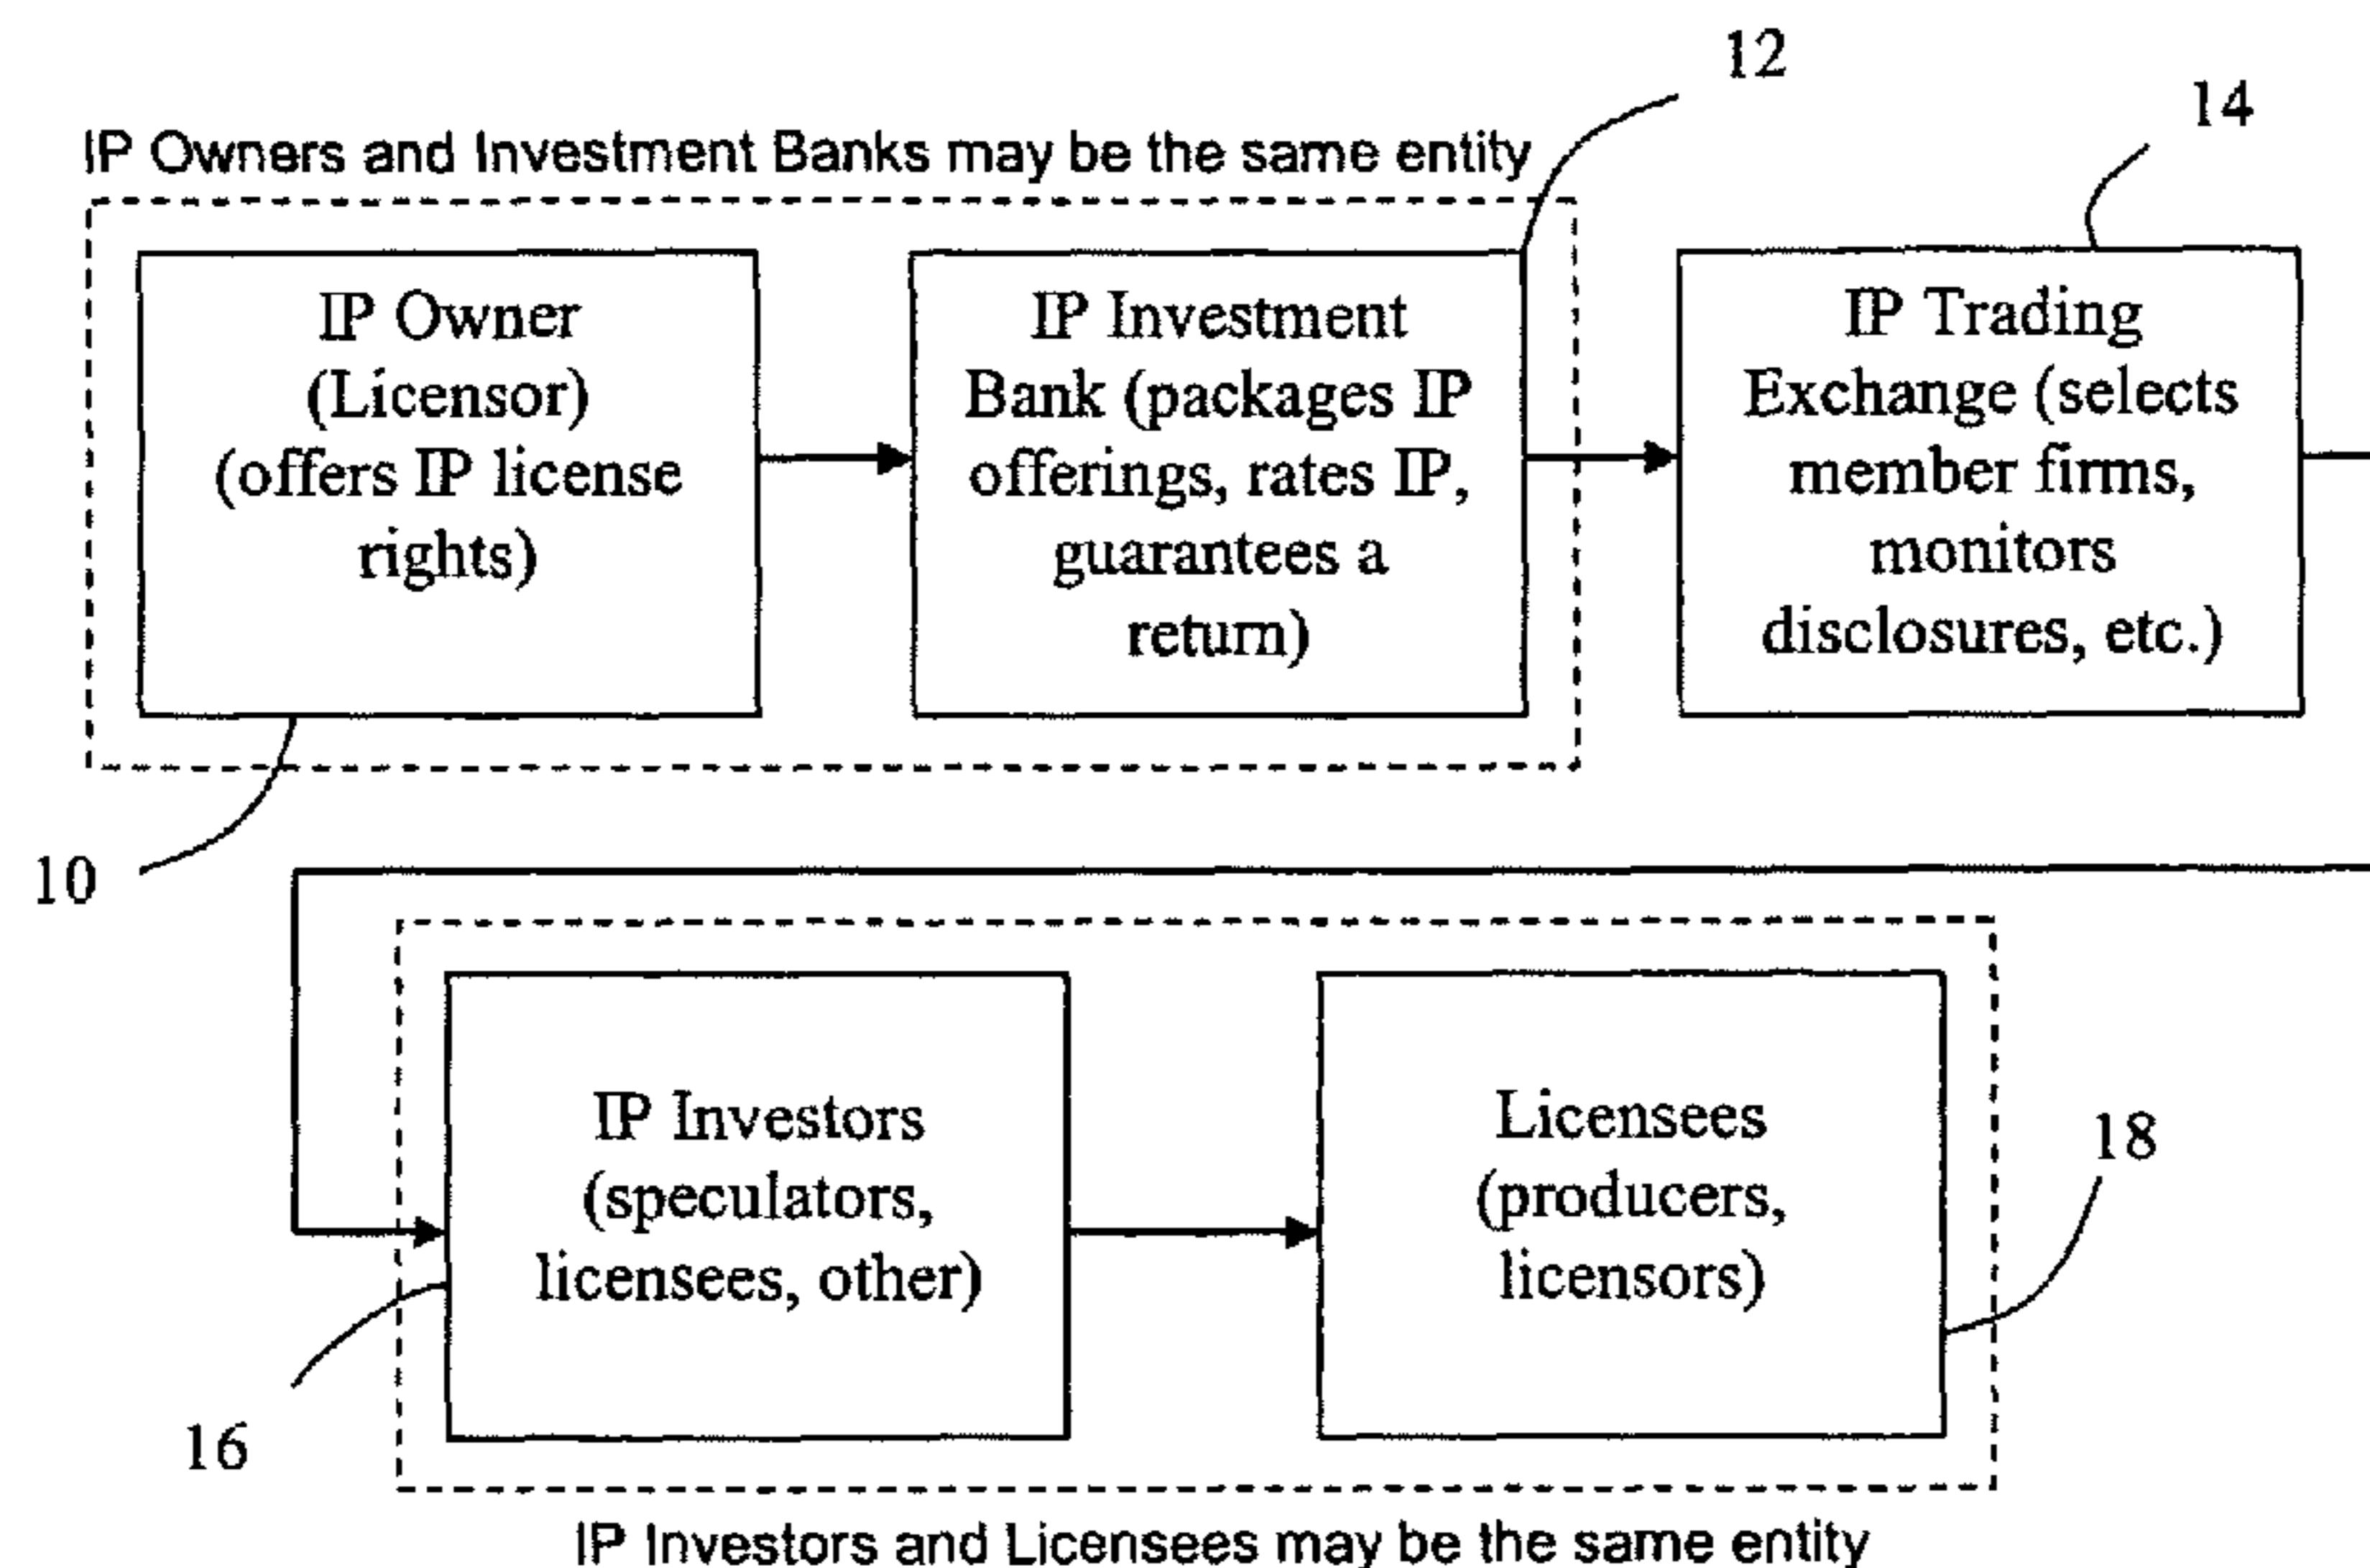 12
14
IP Owners and Investment Banks may be the same entity
IP Owner
(Licensor)
(offers IP license
rights)
IP Investment
Bank (packages IP
offerings, rates IP,
guarantees a
return)
IP Trading
Exchange (selects
member firms,
monitors
disclosures, etc.)
10
IP Investors
(speculators,
licensees, other)
Licensees
(producers,
licensors)
18
16
IP Investors and Licensees may be the same entity